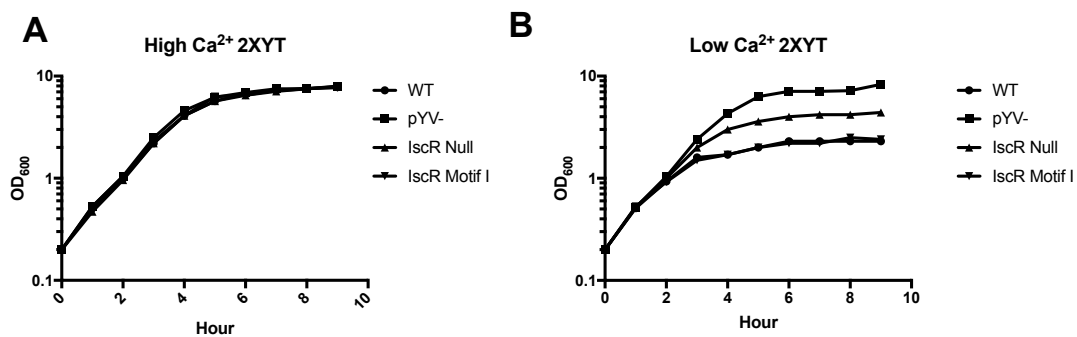 A
High Ca²⁺ 2XYT
10
1
0.1
OD₆₀₀
0
2
4
6
8
10
Hour
WT
pYV-
IscR Null
IscR Motif I
B
Low Ca²⁺ 2XYT
10
1
0.1
OD₆₀₀
0
2
4
6
8
10
Hour
WT
pYV-
IscR Null
IscR Motif I